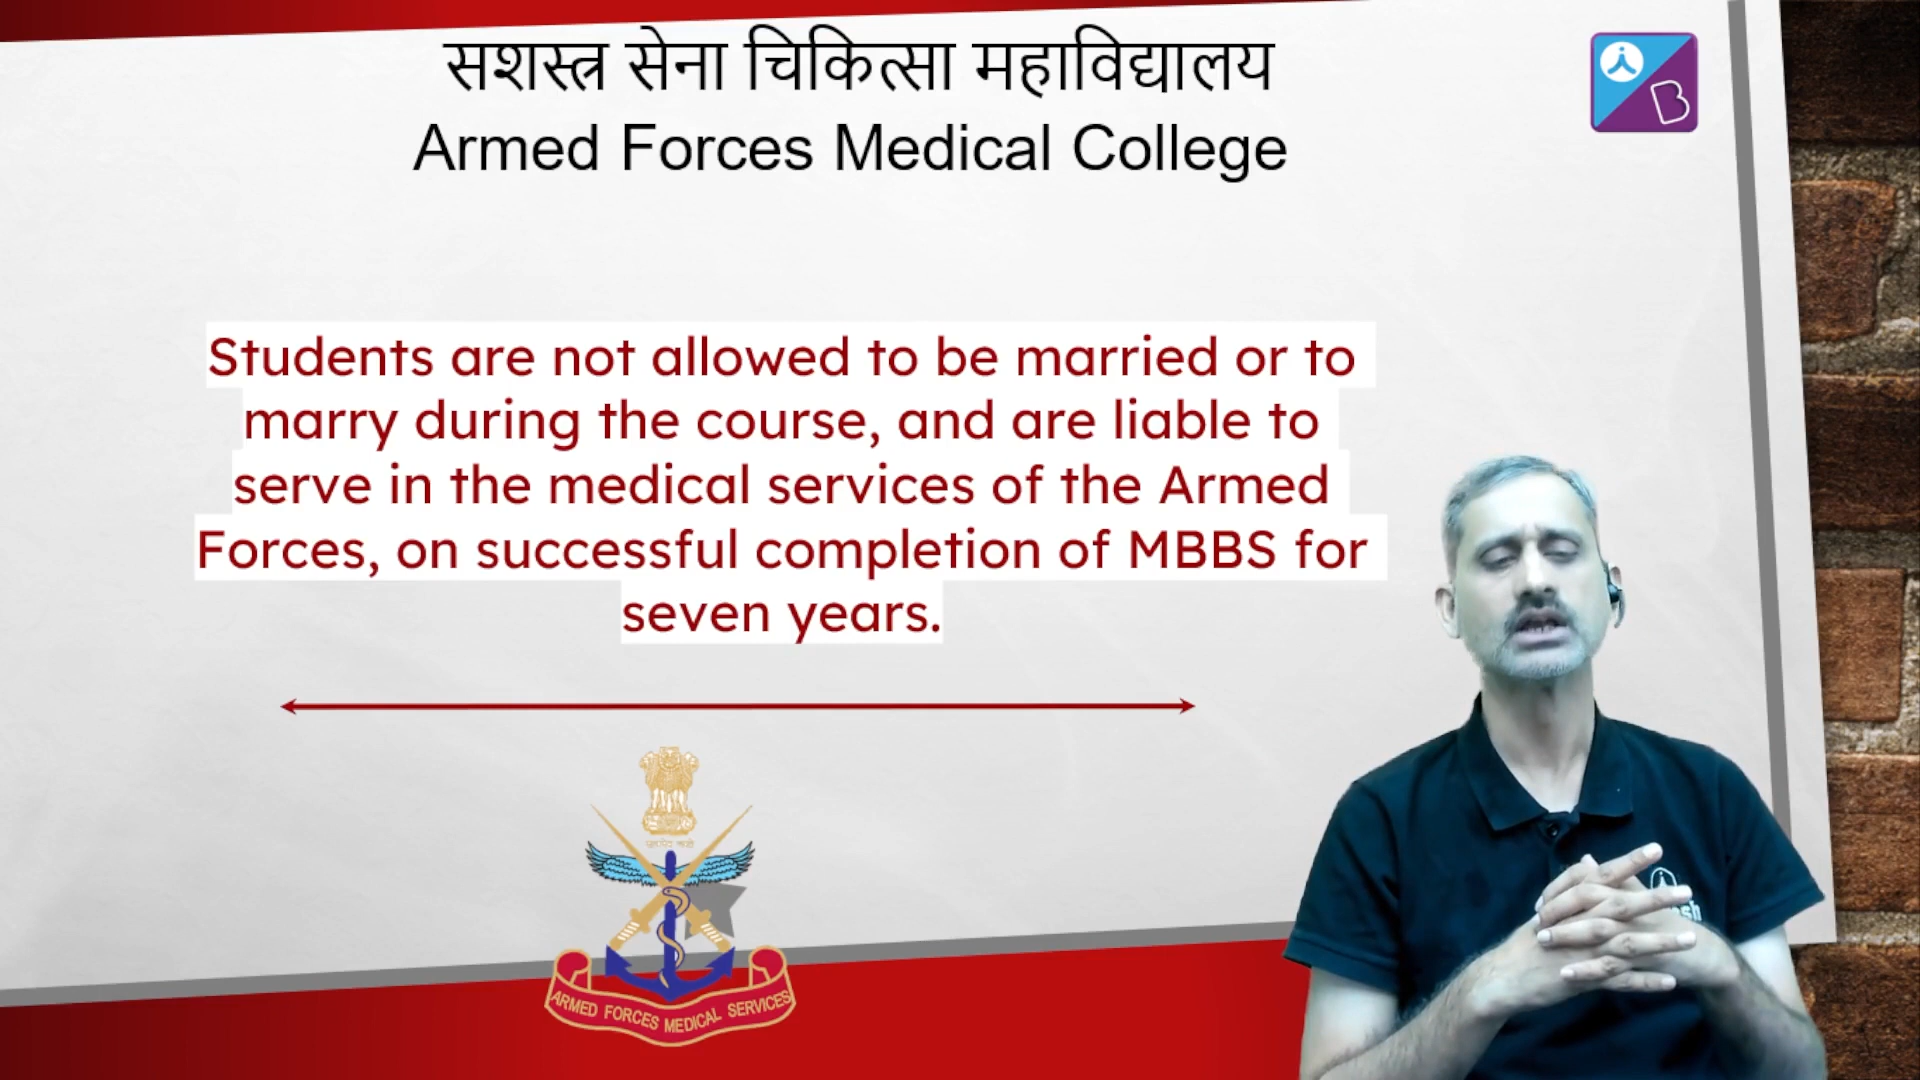 सशस्त्र सेना चिकित्सा महाविद्यालय
Armed Forces Medical College
Students are not allowed to be married or to
marry during the course, and are liable to
serve in the medical services of the Armed
Forces, on successful completion of MBBS for
seven years.
ARMED FORCES MEDICAL SERVICES